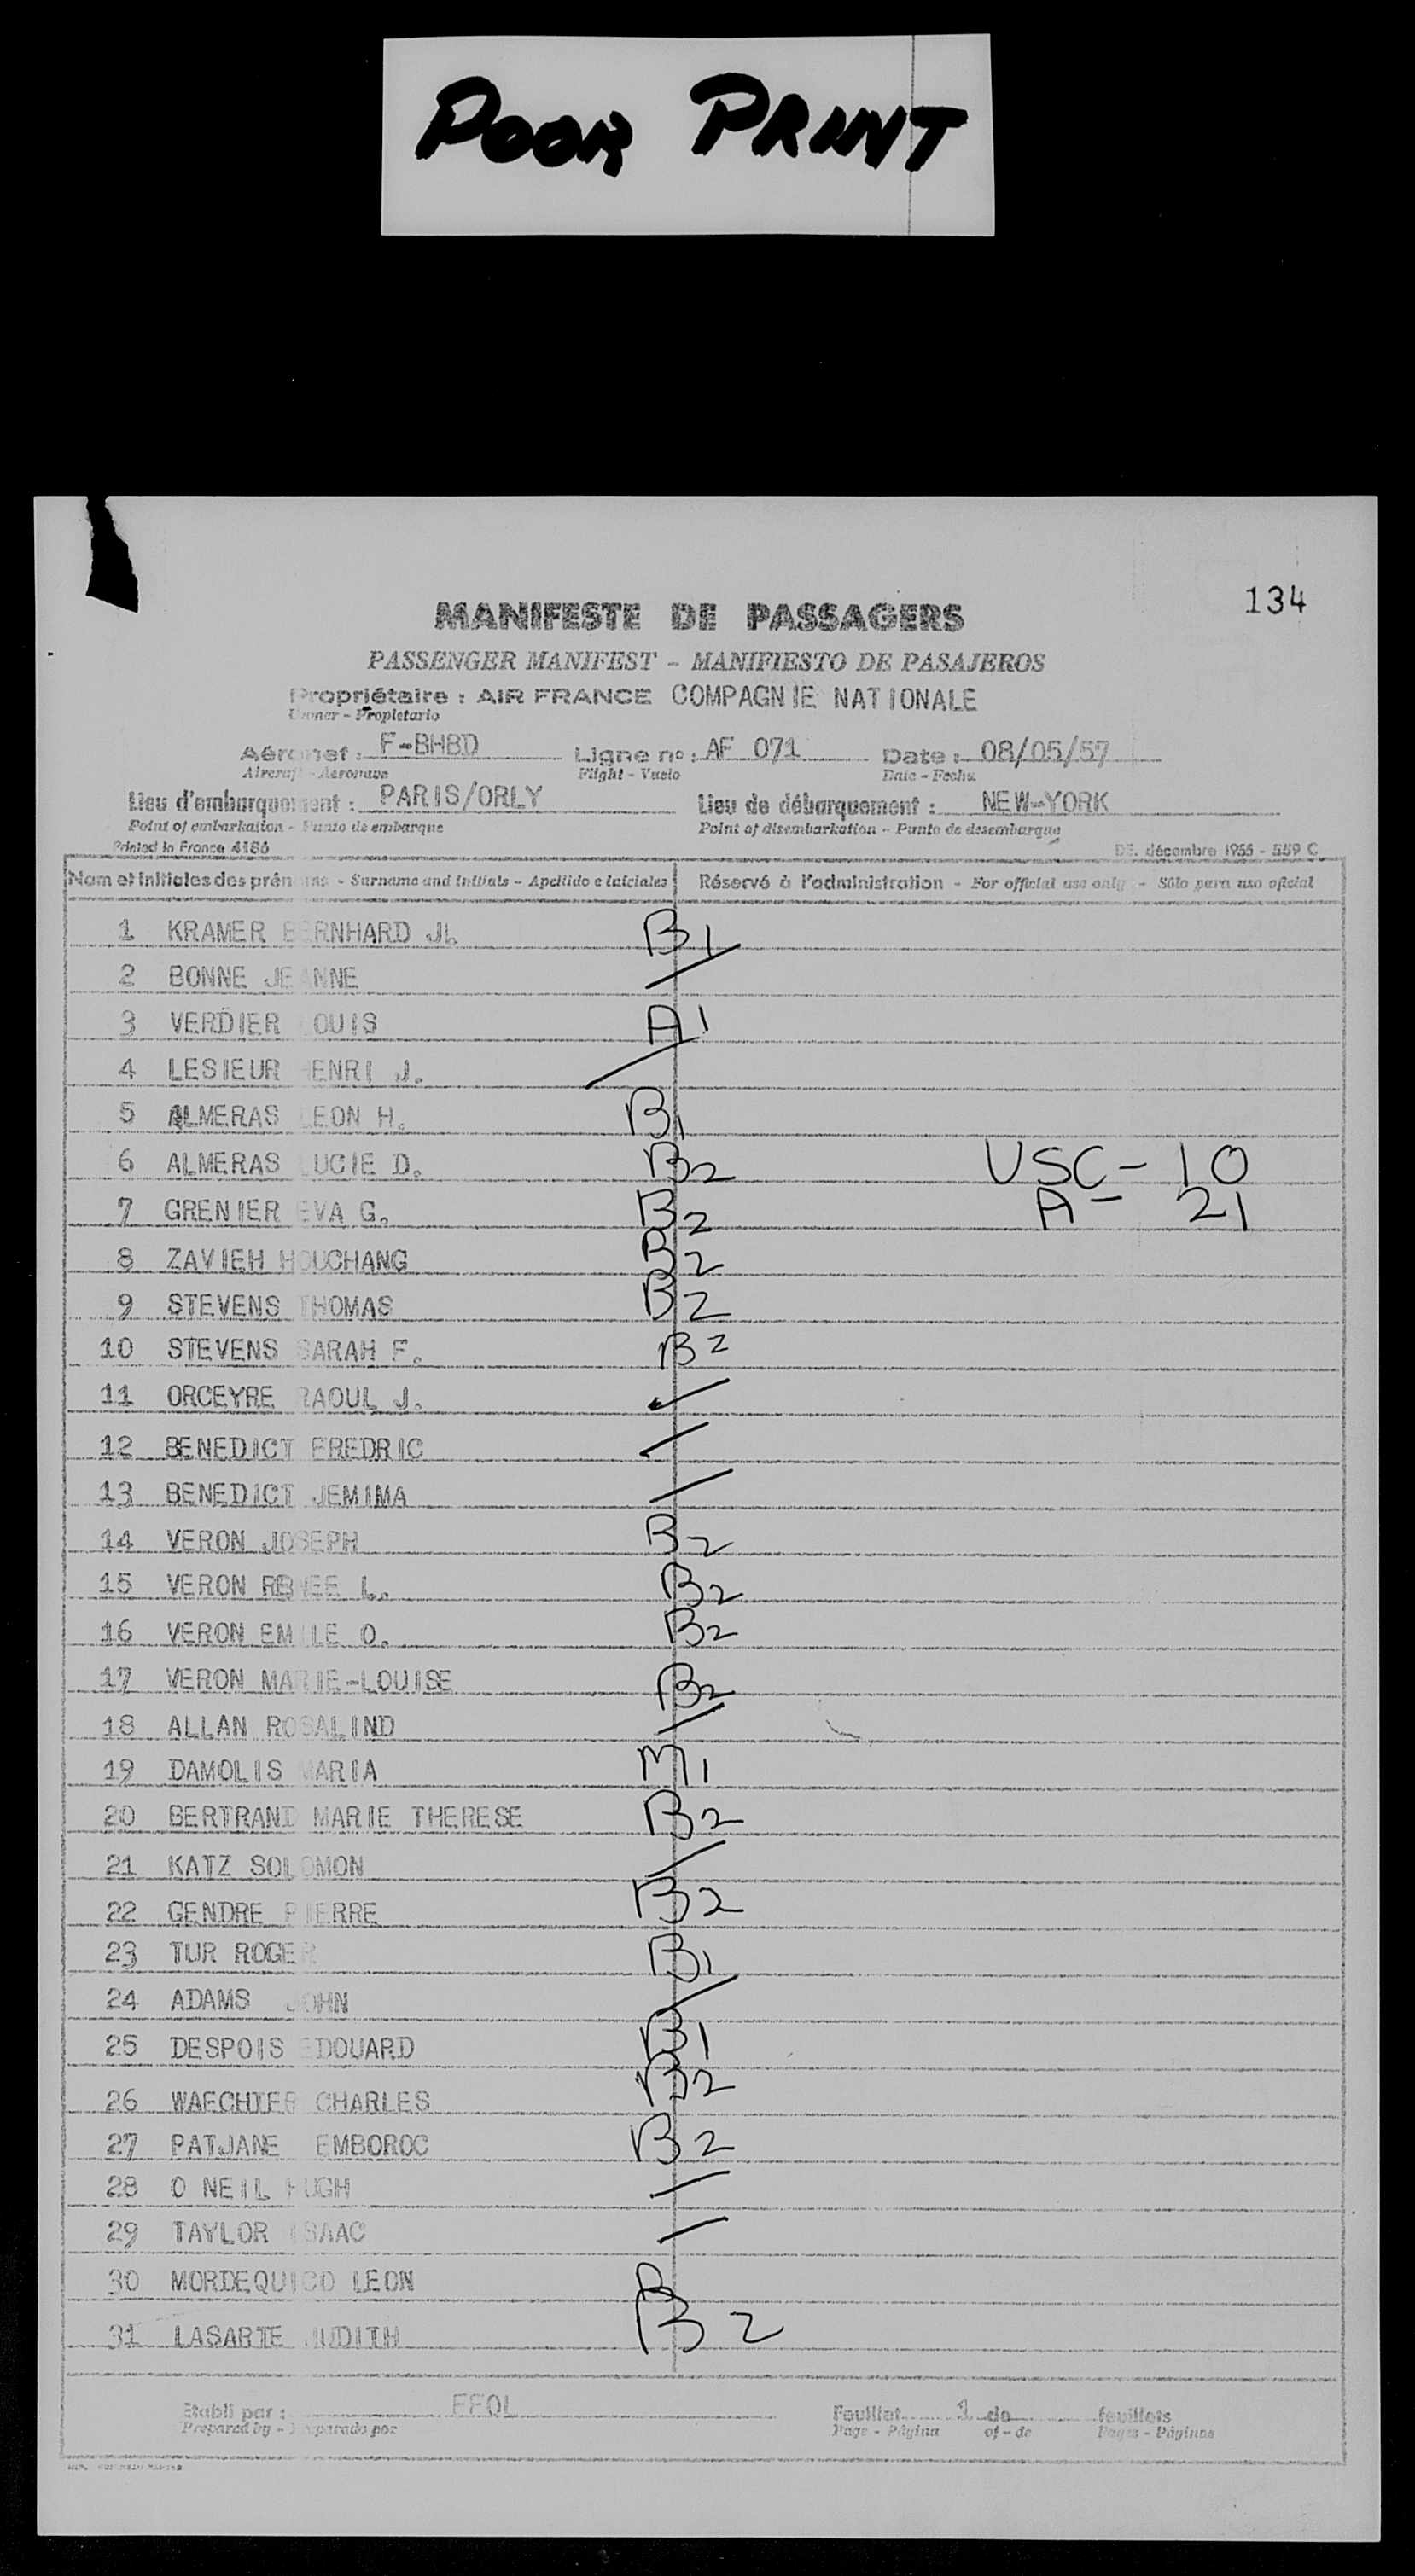 POOR PRINT
134
MANIFESTE DE PASSAGERS
PASSENGER MANIFEST - MANIFIESTO DE PASAJEROS
Propriétaire : AIR FRANCE COMPAGNIE NATIONALE
Owner - Propietario
Aéronef : F-BHBD Ligne nº : AF 071 Date : 08/05/57
Aircraft - Aeronave Flight - Vuelo Date - Fecha
Lieu d'embarquement : PARIS/ORLY Lieu de débarquement : NEW-YORK
Point of embarkation - Punto de embarque Point of disembarkation - Punto de desembarque
Printed in France 4186 DE. décembre 1955 - 559 C
Nom et initiales des prénoms - Surname and initials - Apellido e iniciales Réservé à l'administration - For official use only - Sólo para uso oficial
1 KRAMER BERNHARD JL B1
2 BONNE JEANNE
3 VERDIER LOUIS A1
4 LESIEUR HENRI J.
5 ALMERAS LEON H. B1
6 ALMERAS LUCIE D. B2 USC - 10
7 GRENIER EVA G. B2 A - 21
8 ZAVIEH HOUCHANG B2
9 STEVENS THOMAS B2
10 STEVENS SARAH F. B2
11 ORCEYRE RAOUL J.
12 BENEDICT FREDRIC
13 BENEDICT JEMIMA
14 VERON JOSEPH B2
15 VERON RENEE L. B2
16 VERON EMILE O. B2
17 VERON MARIE-LOUISE B2
18 ALLAN ROSALIND
19 DAMOLIS MARIA M1
20 BERTRAND MARIE THERESE B2
21 KATZ SOLOMON
22 GENDRE PIERRE B2
23 TUR ROGER B1
24 ADAMS JOHN
25 DESPOIS EDOUARD B1
26 WAECHTER CHARLES B2
27 PATJANE EMBOROC B2
28 O NEIL HUGH
29 TAYLOR ISAAC
30 MORDEQUICO LEON B
31 LASARTE JUDITH B2
Etabli par : FFOL Feuillet 1 de feuillets
Prepared by - Preparado por Page - Página of - de Pages - Páginas